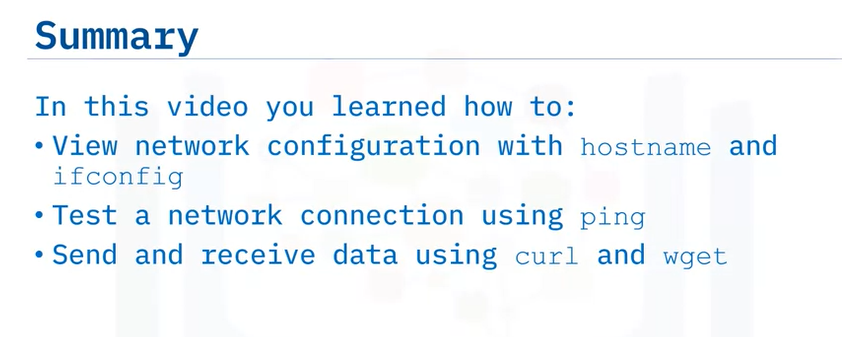 Summary
In this video you learned how to:
• View network configuration with hostname and
ifconfig
• Test a network connection using ping
• Send and receive data using curl and wget